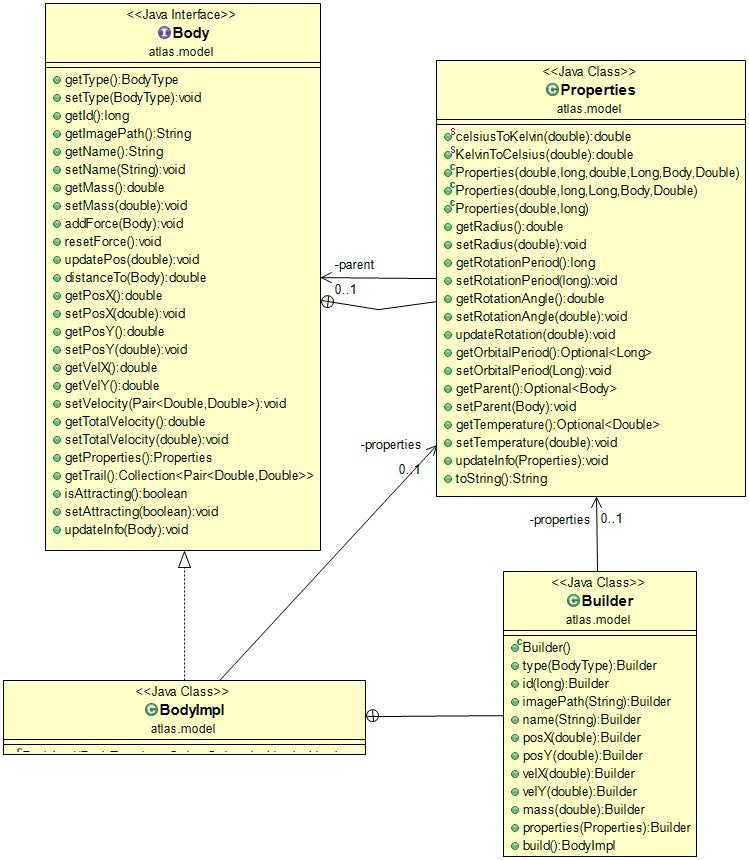 <<Java Interface>>
Body
atlas.model
getType():BodyType
setType(BodyType):void
getId():long
getImagePath():String
getName():String
setName(String):void
getMass():double
setMass(double):void
addForce(Body):void
resetForce():void
updatePos(double):void
distanceTo(Body):double
getPosX():double
setPosX(double):void
getPosY():double
setPosY(double):void
getVelX():double
getVelY():double
setVelocity(Pair<Double,Double>):void
getTotalVelocity():double
setTotalVelocity(double):void
getProperties():Properties
getTrail():Collection<Pair<Double,Double>>
isAttracting():boolean
setAttracting(boolean):void
updateInfo(Body):void
<<Java Class>>
Properties
atlas.model
celsiusToKelvin(double):double
KelvinToCelsius(double):double
Properties(double,long,double,Long,Body,Double)
Properties(double,long,Long,Body,Double)
Properties(double,long)
getRadius():double
setRadius(double):void
getRotationPeriod():long
setRotationPeriod(long):void
getRotationAngle():double
setRotationAngle(double):void
updateRotation(double):void
getOrbitalPeriod():Optional<Long>
setOrbitalPeriod(Long):void
getParent():Optional<Body>
setParent(Body):void
getTemperature():Optional<Double>
setTemperature(double):void
updateInfo(Properties):void
toString():String
-parent
0..1
-properties
0..1
-properties
0..1
<<Java Class>>
BodyImpl
atlas.model
<<Java Class>>
Builder
atlas.model
Builder()
type(BodyType):Builder
id(long):Builder
imagePath(String):Builder
name(String):Builder
posX(double):Builder
posY(double):Builder
velX(double):Builder
velY(double):Builder
mass(double):Builder
properties(Properties):Builder
build():BodyImpl